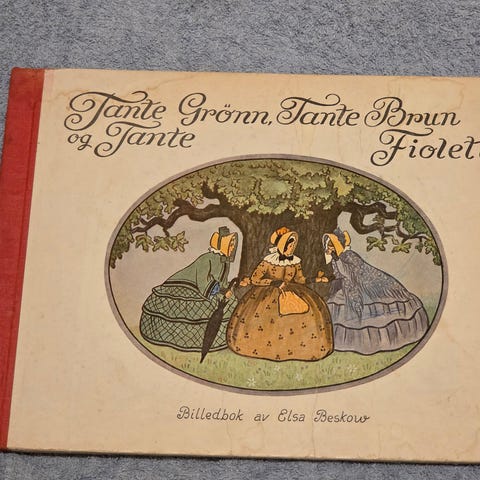 Tante Grönn, Tante Brun
og Tante Fiolett
Billedbok av Elsa Beskow